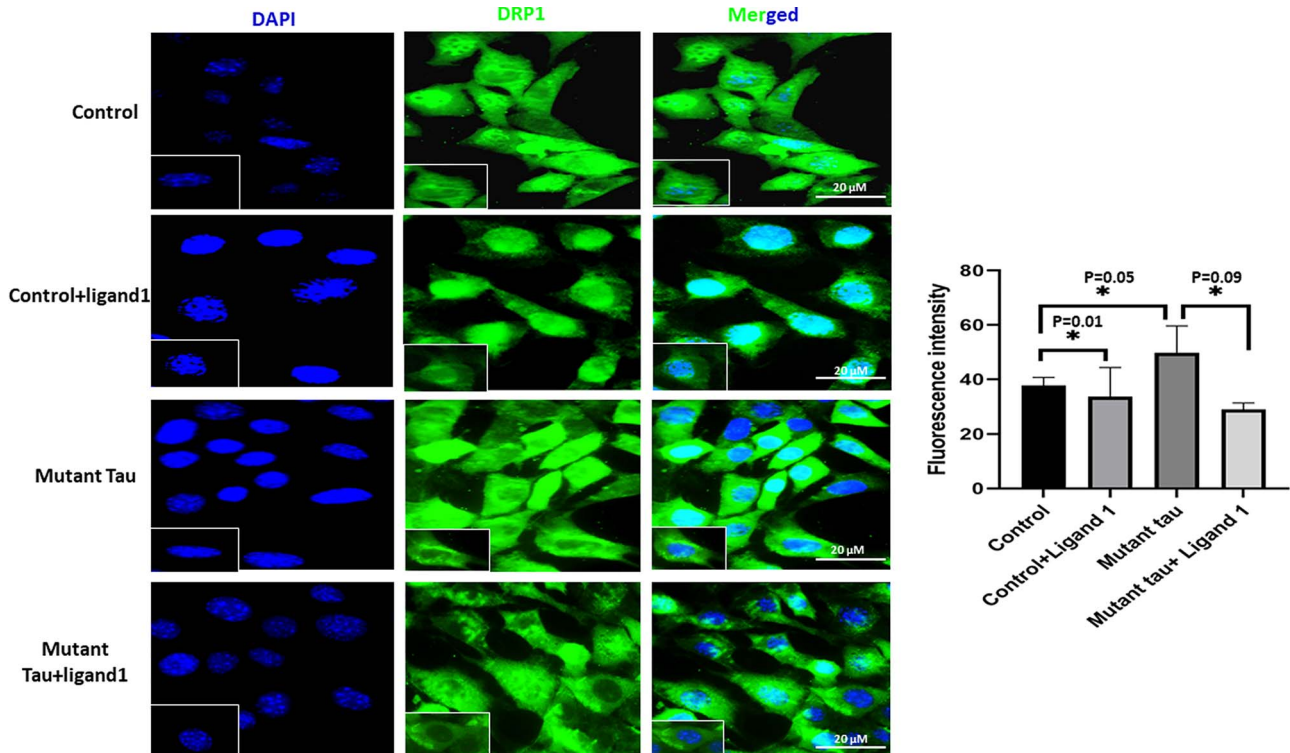 DAPI
DRP1
Merged
Control
20 µM
Control+ligand1
20 µM
Mutant Tau
20 µM
Mutant
Tau+ligand1
20 µM
Fluorescence intensity
80
60
40
20
0
P=0.05
*
P=0.09
*
P=0.01
*
Control
Control+Ligand 1
Mutant tau
Mutant tau+ Ligand 1